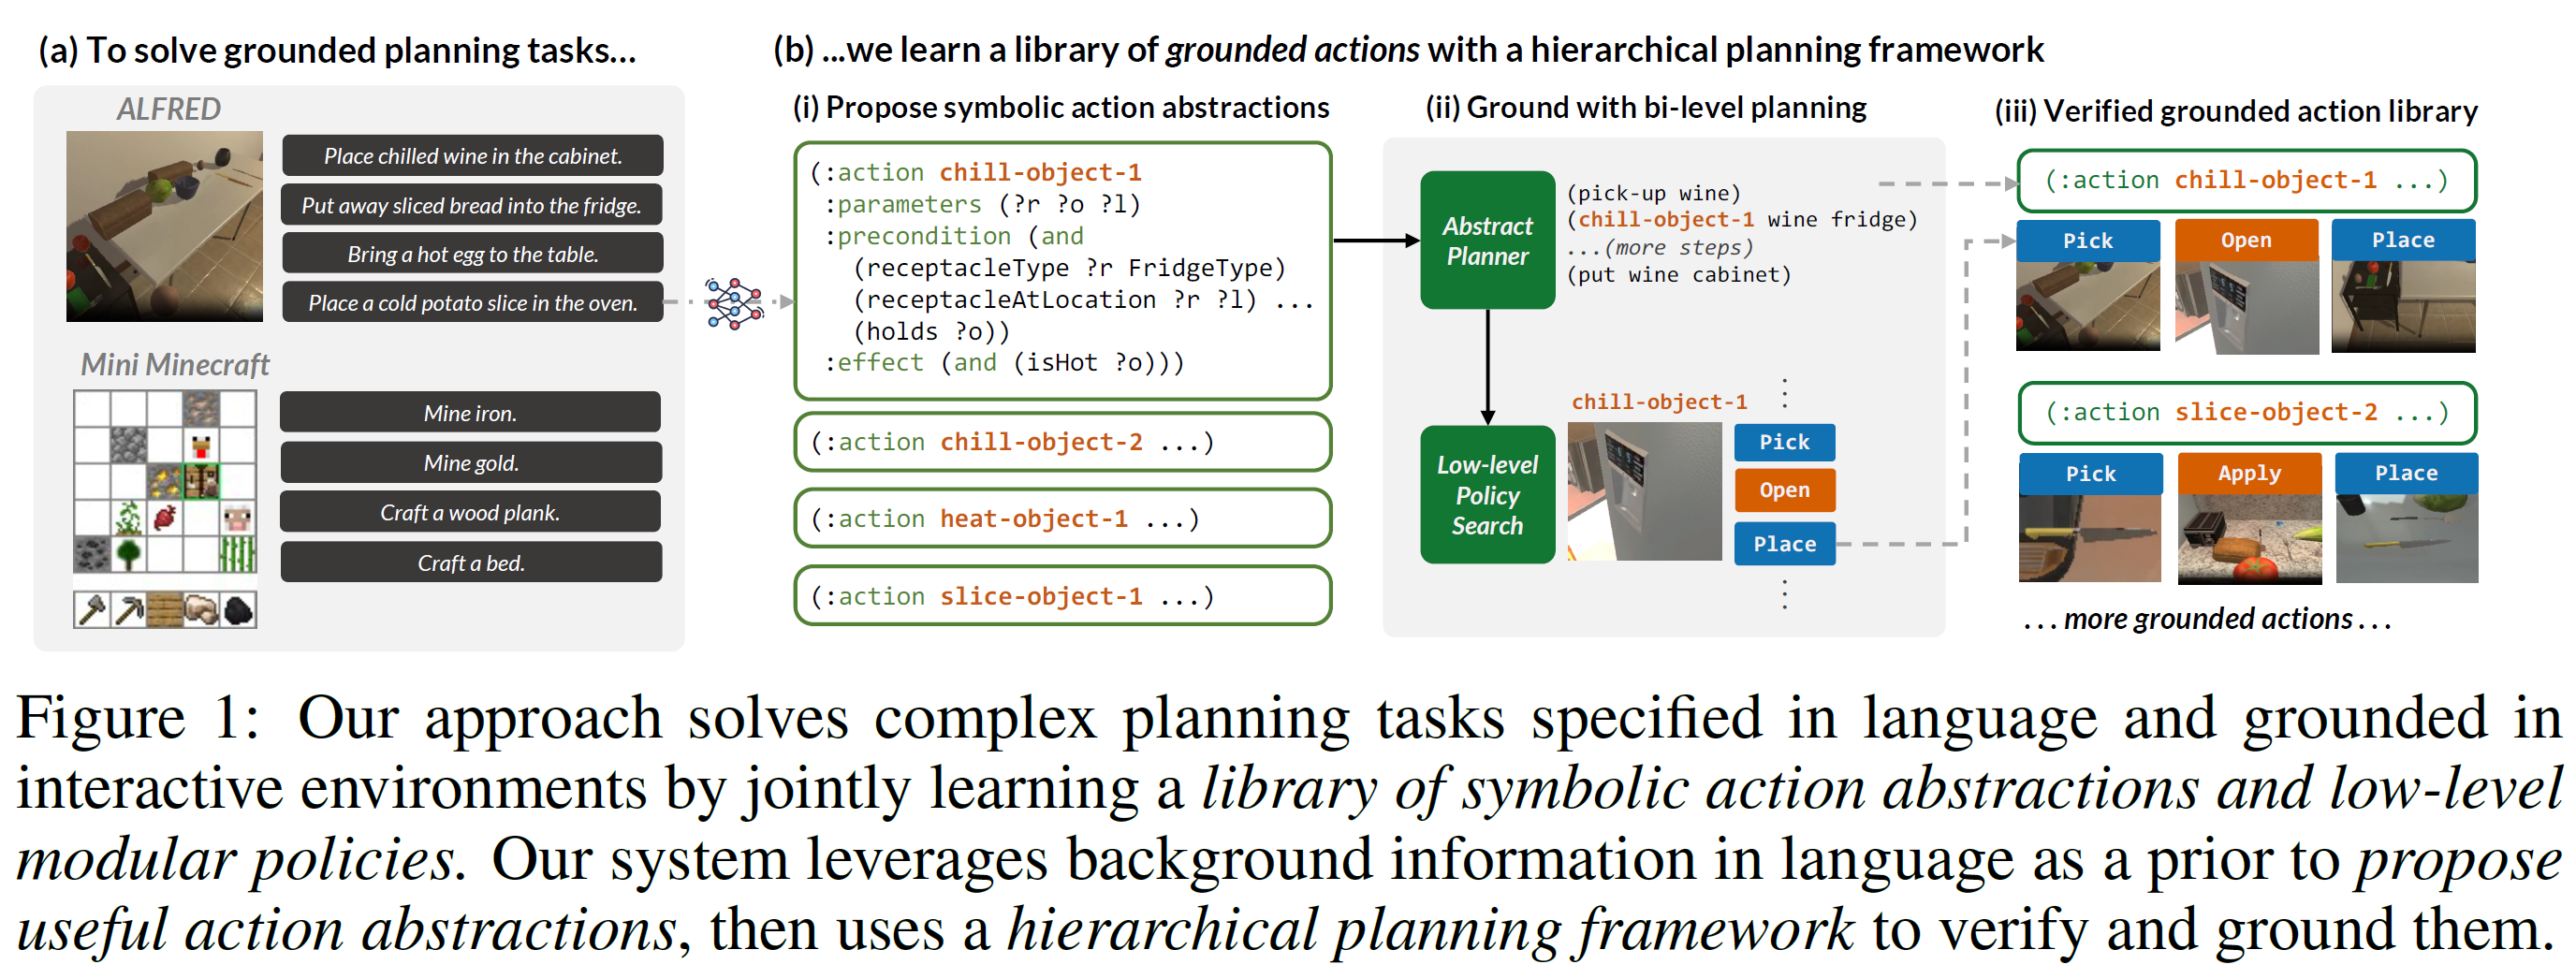 (a) To solve grounded planning tasks...
ALFRED
Place chilled wine in the cabinet.
Put away sliced bread into the fridge.
Bring a hot egg to the table.
Place a cold potato slice in the oven.
Mini Minecraft
Mine iron.
Mine gold.
Craft a wood plank.
Craft a bed.
(b) ...we learn a library of grounded actions with a hierarchical planning framework
(i) Propose symbolic action abstractions
(:action chill-object-1
:parameters (?r ?o ?l)
:precondition (and
(receptacleType ?r FridgeType)
(receptacleAtLocation ?r ?l) ...
(holds ?o))
:effect (and (isHot ?o)))
(:action chill-object-2 ...)
(:action heat-object-1 ...)
(:action slice-object-1 ...)
(ii) Ground with bi-level planning
Abstract
Planner
(pick-up wine)
(chill-object-1 wine fridge)
...(more steps)
(put wine cabinet)
Low-level
Policy
Search
chill-object-1
Pick
Open
Place
(iii) Verified grounded action library
(:action chill-object-1 ...)
Pick Open Place
(:action slice-object-2 ...)
Pick Apply Place
... more grounded actions ...
Figure 1: Our approach solves complex planning tasks specified in language and grounded in
interactive environments by jointly learning a library of symbolic action abstractions and low-level
modular policies. Our system leverages background information in language as a prior to propose
useful action abstractions, then uses a hierarchical planning framework to verify and ground them.